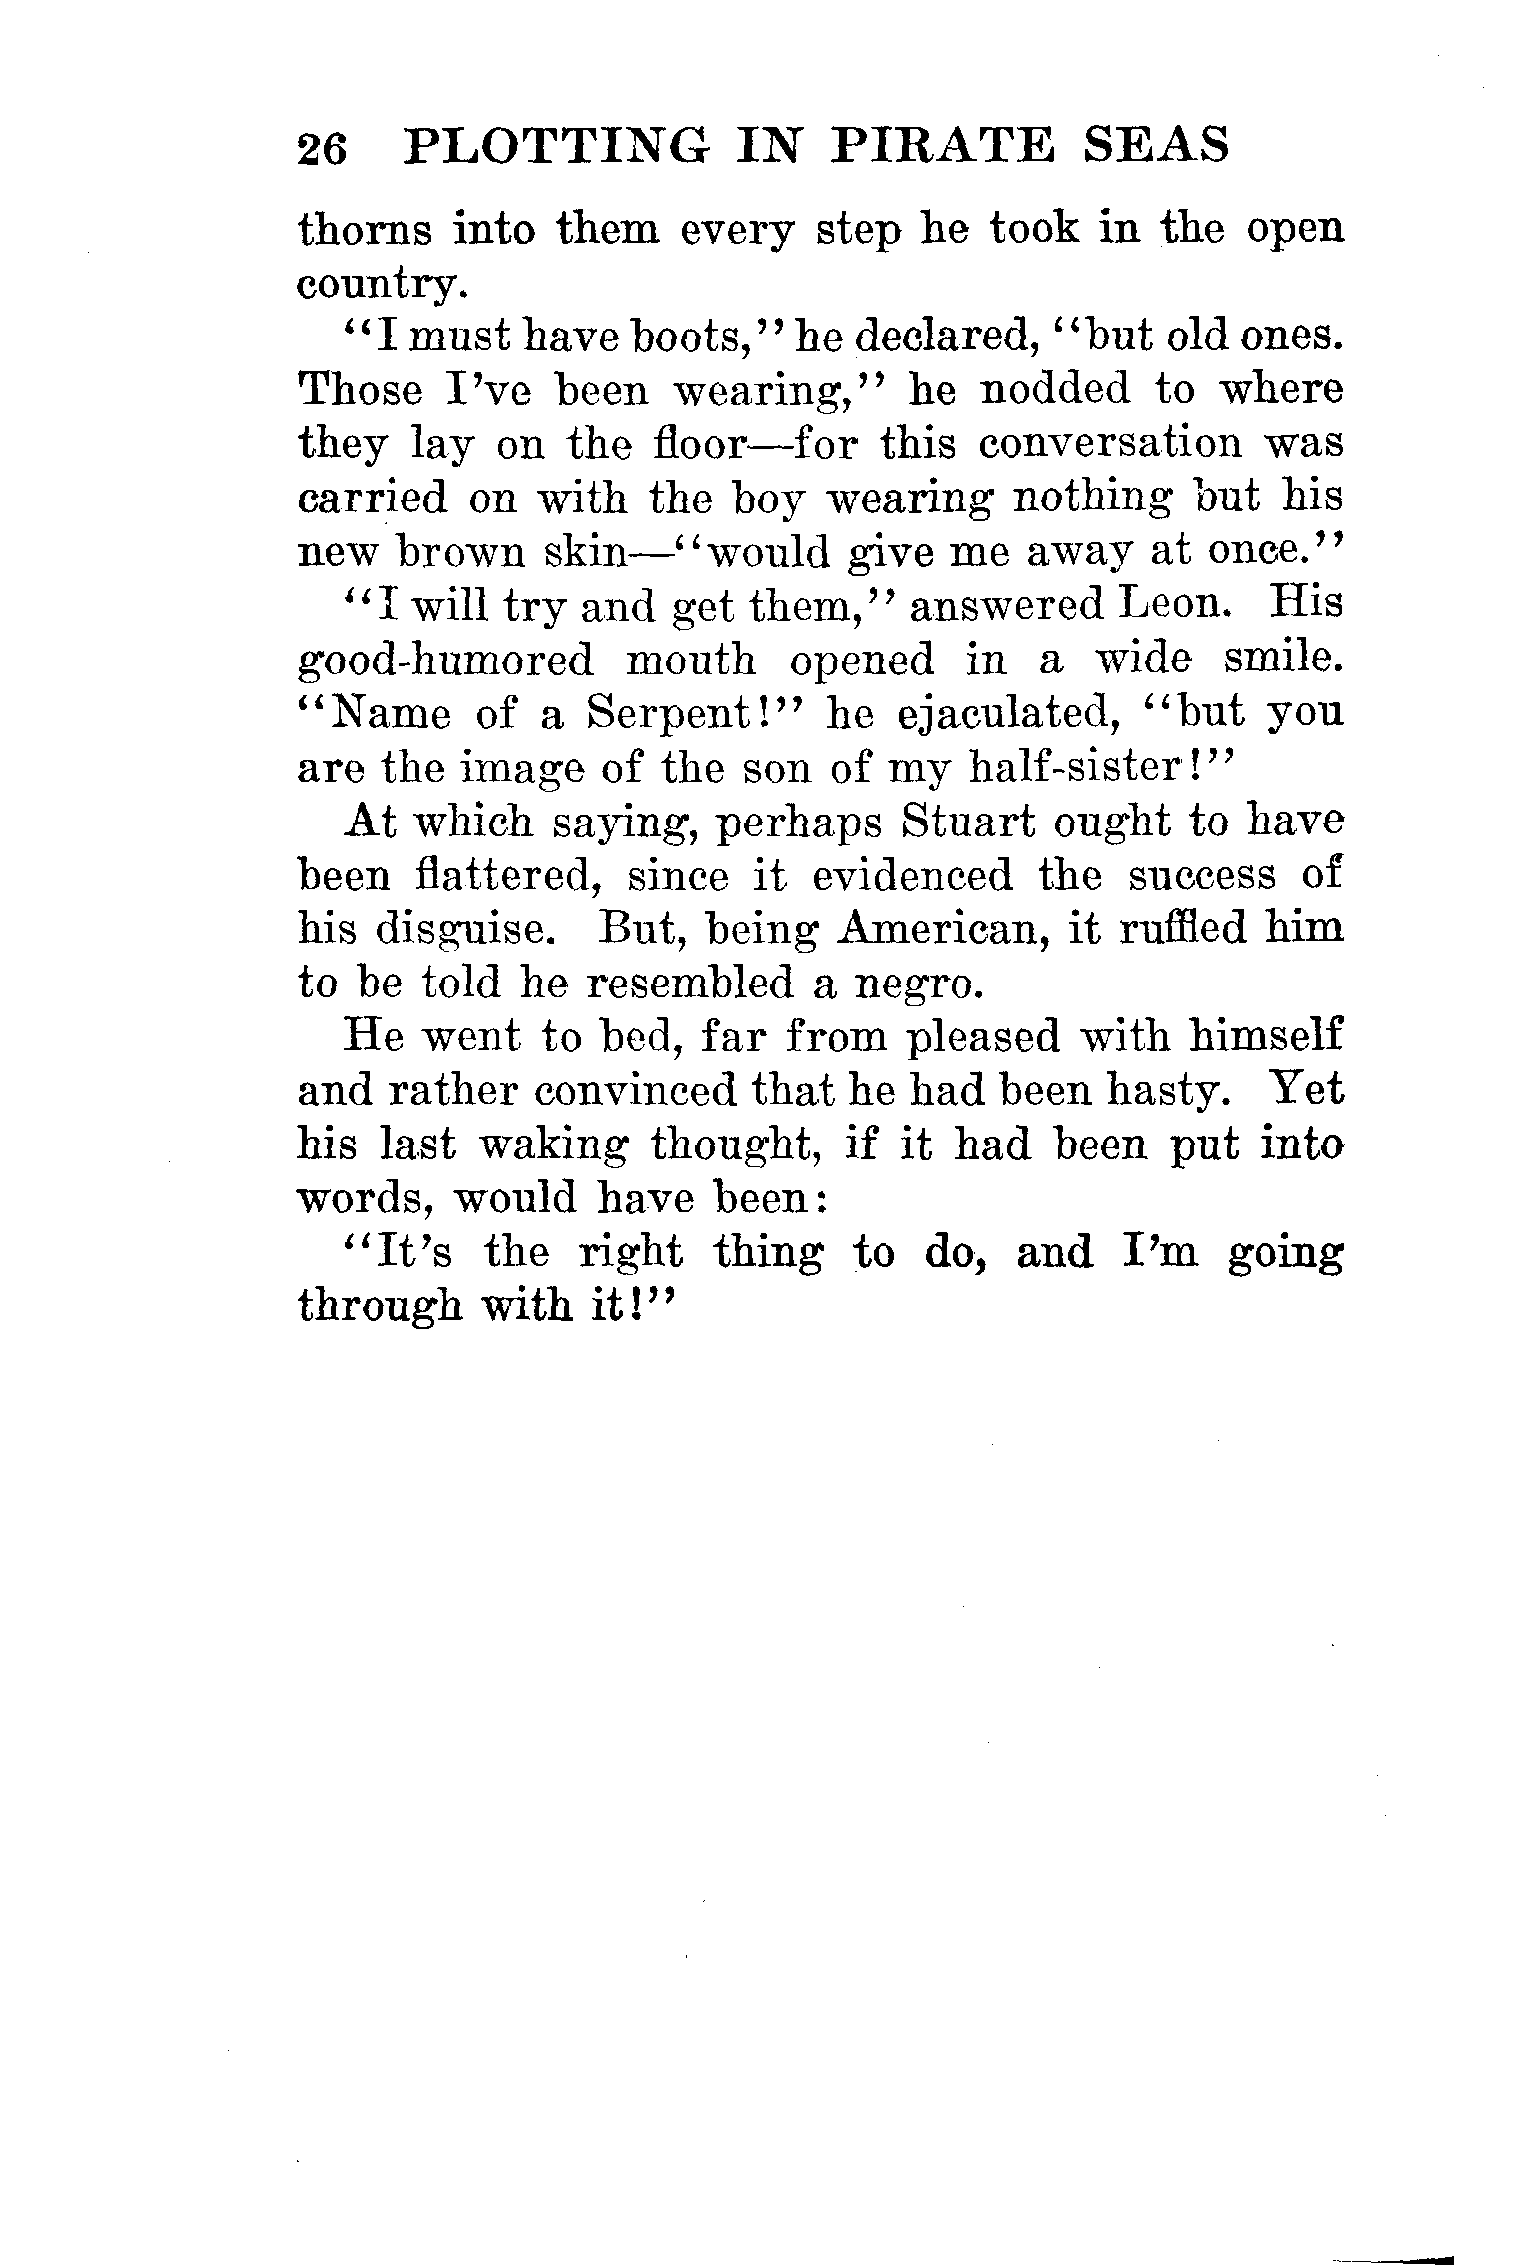 26 PLOTTING IN PIRATE SEAS
thorns into them every step he took in the open
country.
"I must have boots," he declared, "but old ones.
Those I've been wearing," he nodded to where
they lay on the floor—for this conversation was
carried on with the boy wearing nothing but his
new brown skin—"would give me away at once."
"I will try and get them," answered Leon. His
good-humored mouth opened in a wide smile.
"Name of a Serpent!" he ejaculated, "but you
are the image of the son of my half-sister!"
At which saying, perhaps Stuart ought to have
been flattered, since it evidenced the success of
his disguise. But, being American, it ruffled him
to be told he resembled a negro.
He went to bed, far from pleased with himself
and rather convinced that he had been hasty. Yet
his last waking thought, if it had been put into
words, would have been:
"It's the right thing to do, and I'm going
through with it!"